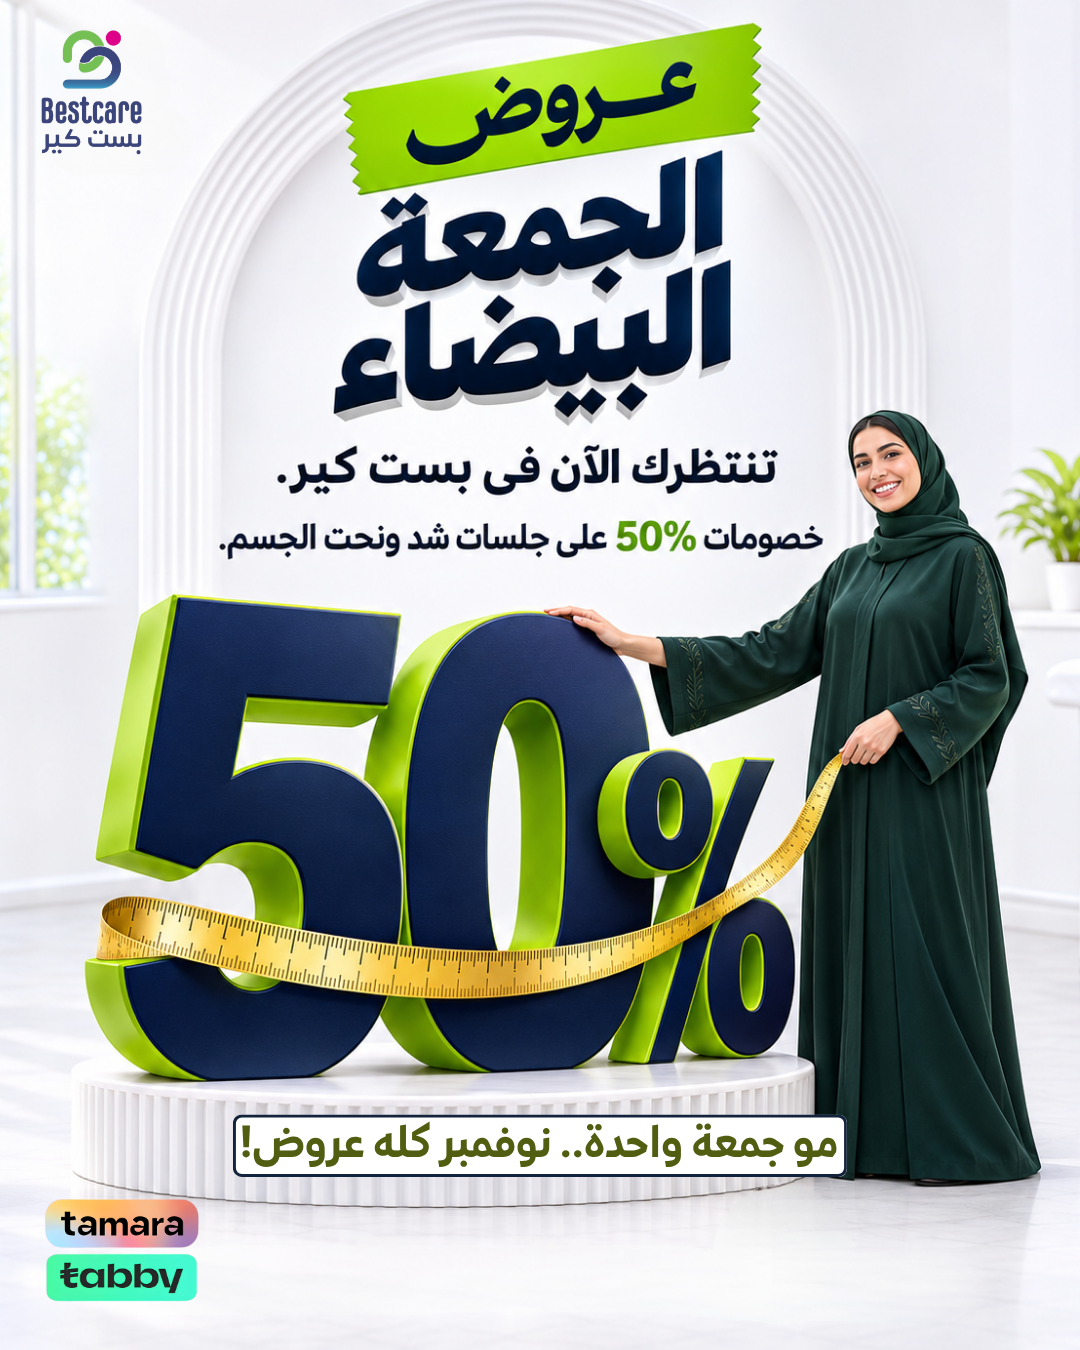 Bestcare
بست كير
عروض
الجمعة
البيضاء
تنتظرك الآن فى بست كير.
خصومات 50% على جلسات شد ونحت الجسم.
50%
مو جمعة واحدة.. نوفمبر كله عروض!
tamara
tabby